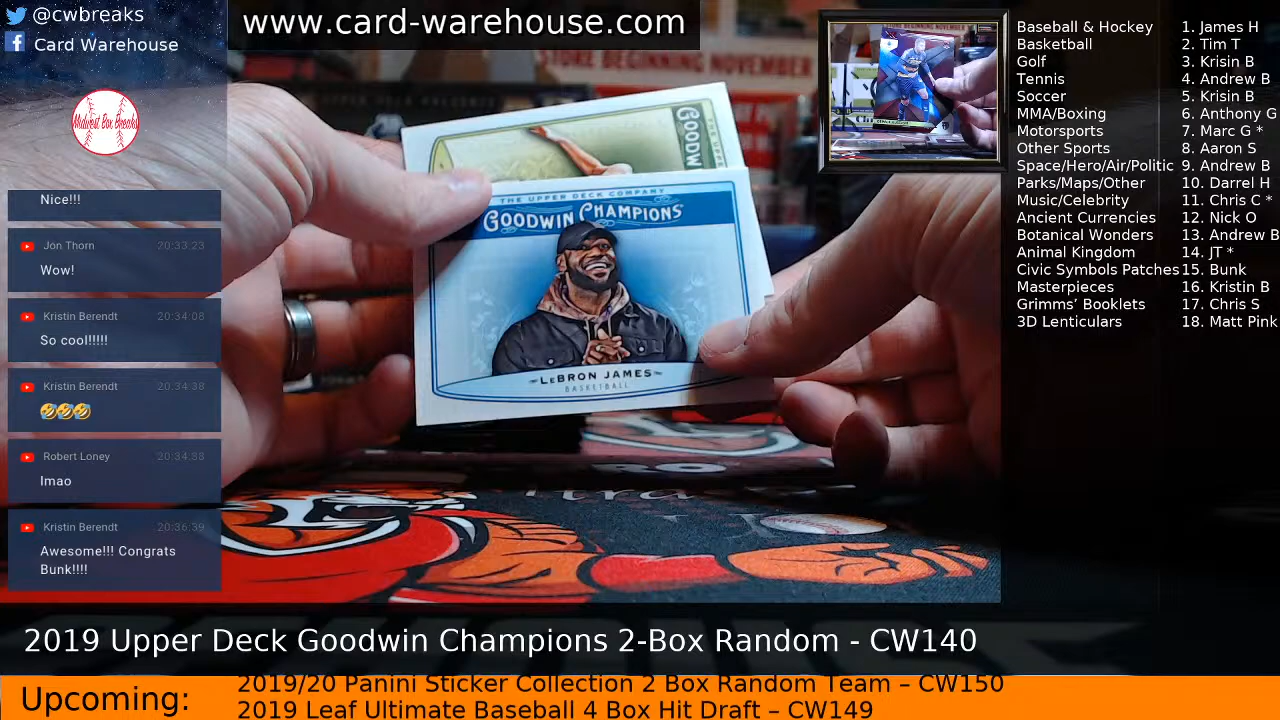 @cwbreaks
Card Warehouse
www.card-warehouse.com
STORE BEGINNING NOVEMBER
Midwest Box Breaks
Nice!!!
Jon Thorn 20:33:23
Wow!
Kristin Berendt 20:34:08
So cool!!!!!
Kristin Berendt 20:34:38
🤣🤣🤣
Robert Loney 20:34:38
lmao
Kristin Berendt 20:36:39
Awesome!!! Congrats
Bunk!!!!
GOODW
THE UPPER DECK COMPANY
GOODWIN CHAMPIONS
LEBRON JAMES
BASKETBALL
Baseball & Hockey 1. James H
Basketball 2. Tim T
Golf 3. Krisin B
Tennis 4. Andrew B
Soccer 5. Krisin B
MMA/Boxing 6. Anthony G
Motorsports 7. Marc G *
Other Sports 8. Aaron S
Space/Hero/Air/Politic 9. Andrew B
Parks/Maps/Other 10. Darrel H
Music/Celebrity 11. Chris C *
Ancient Currencies 12. Nick O
Botanical Wonders 13. Andrew B
Animal Kingdom 14. JT *
Civic Symbols Patches 15. Bunk
Masterpieces 16. Kristin B
Grimms’ Booklets 17. Chris S
3D Lenticulars 18. Matt Pink
2019 Upper Deck Goodwin Champions 2-Box Random - CW140
Upcoming:
2019/20 Panini Sticker Collection 2 Box Random Team – CW150
2019 Leaf Ultimate Baseball 4 Box Hit Draft – CW149